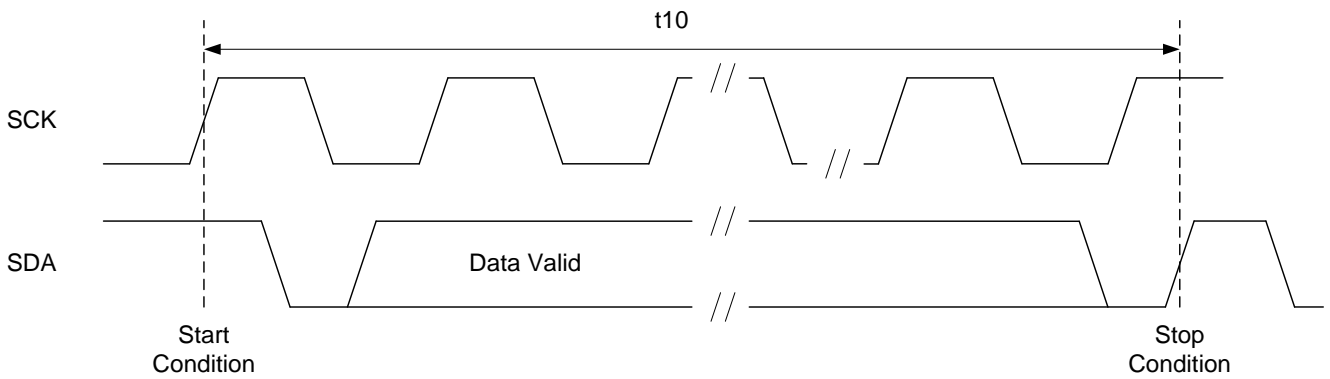 t10
SCK
//
//
SDA
//
Data Valid
//
Start
Condition
Stop
Condition